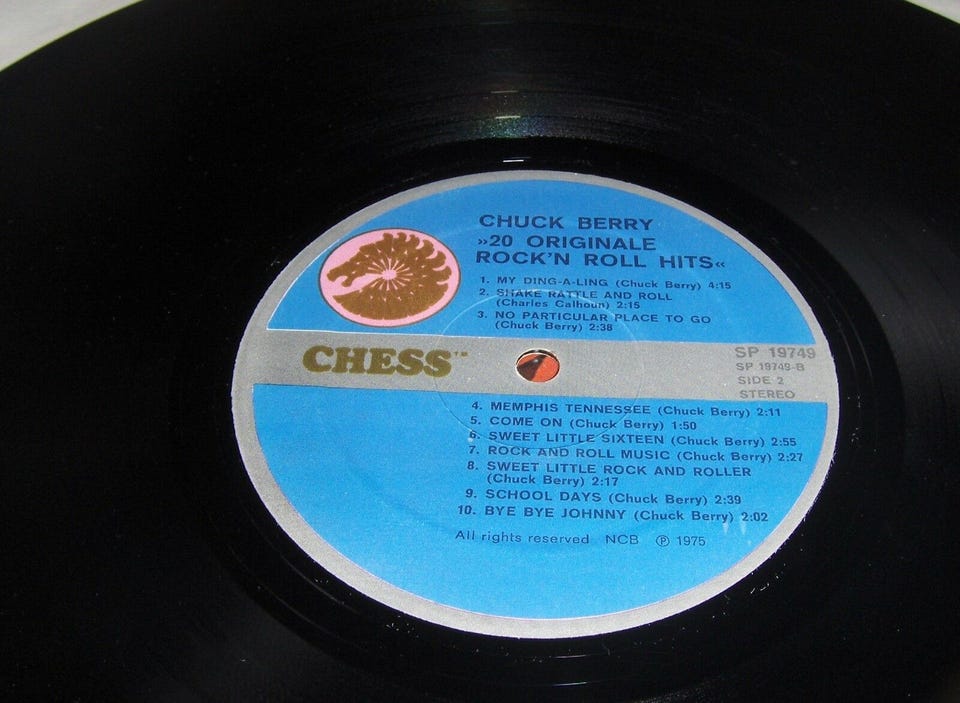 CHUCK BERRY
»20 ORIGINALE
ROCK'N ROLL HITS«
1. MY DING-A-LING (Chuck Berry) 4:15
2. SHAKE RATTLE AND ROLL
(Charles Calhoun) 2:15
3. NO PARTICULAR PLACE TO GO
(Chuck Berry) 2:38
CHESS™
SP 19749
SP 19749-B
SIDE 2
STEREO
4. MEMPHIS TENNESSEE (Chuck Berry) 2:11
5. COME ON (Chuck Berry) 1:50
6. SWEET LITTLE SIXTEEN (Chuck Berry) 2:55
7. ROCK AND ROLL MUSIC (Chuck Berry) 2:27
8. SWEET LITTLE ROCK AND ROLLER
(Chuck Berry) 2:17
9. SCHOOL DAYS (Chuck Berry) 2:39
10. BYE BYE JOHNNY (Chuck Berry) 2:02
All rights reserved NCB ℗ 1975